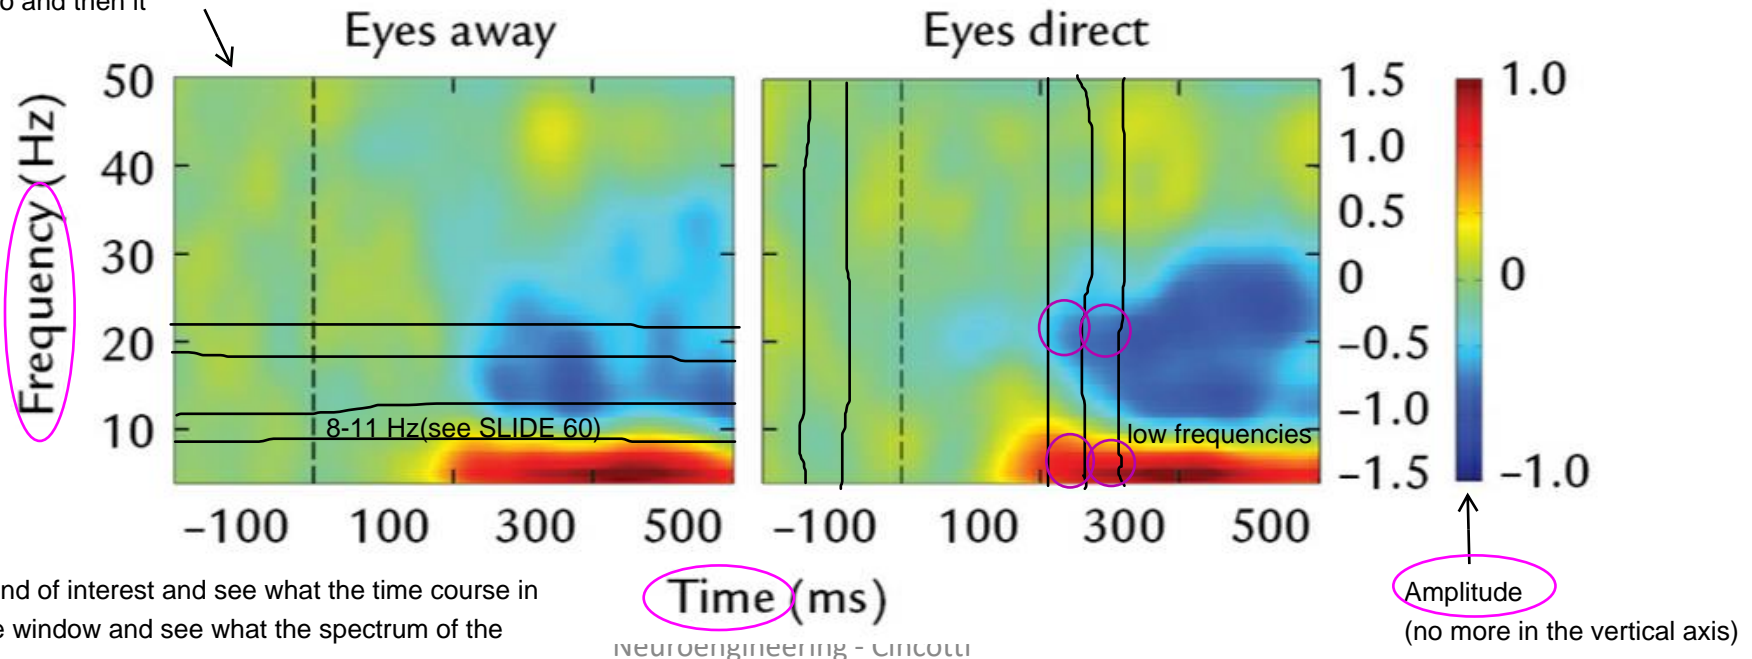 o and then it
Eyes away
Eyes direct
Frequency (Hz)
50
40
30
20
10
8-11 Hz(see SLIDE 60)
low frequencies
1.5
1.0
0.5
0
−0.5
−1.0
−1.5
1.0
0
−1.0
−100 100 300 500
−100 100 300 500
Time (ms)
Amplitude
(no more in the vertical axis)
nd of interest and see what the time course in
e window and see what the spectrum of the
Neuroengineering - Cincotti